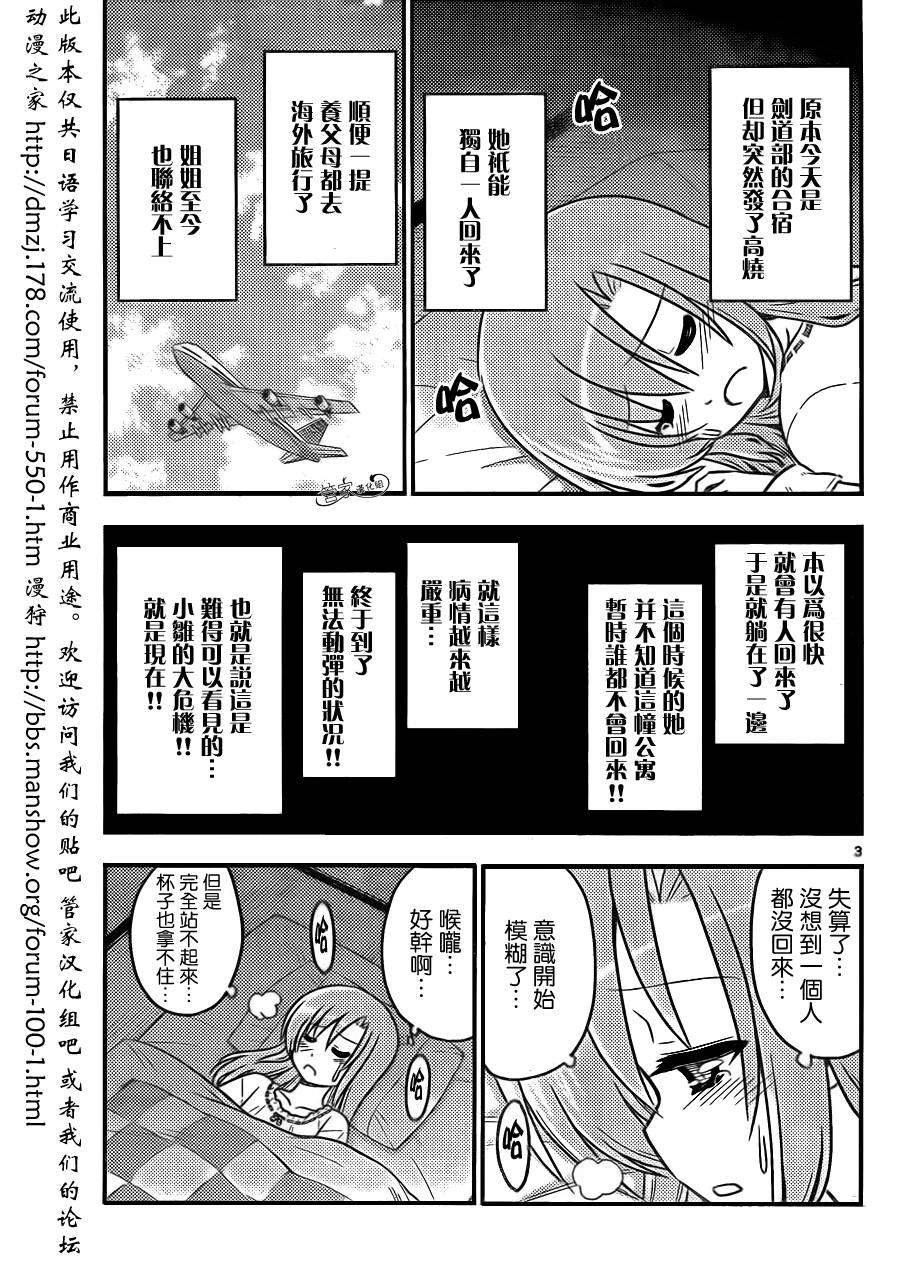 原本今天是
劍道部的合宿
但却突然發了高燒
哈
她祇能
獨自一人回來了
哈
順便一提
養父母都去
海外旅行了
姐姐至今
也聯絡不上
管家漢化組
本以爲很快
就會有人回來了
于是就躺在了一邊
這個時候的她
并不知道這幢公寓
暫時誰都不會回來!!
就這樣
病情越來越
嚴重…
終于到了
無法動彈的狀况!!
也就是説這是
難得可以看見的…
小雛的大危機!!
就是現在!!
3
失算了…
沒想到一個人
都沒回來…
意識開始
模糊了…
哈
喉嚨…
好幹啊…
哈
但是
完全站不起來…
杯子也拿不住…
哈
此版本仅共日语学习交流使用，禁止用作商业用途。欢迎访问我们的贴吧 管家汉化组吧 或者我们的论坛
动漫之家 http://dmzj.178.com/forum-550-1.htm 漫狩 http://bbs.manshow.org/forum-100-1.html